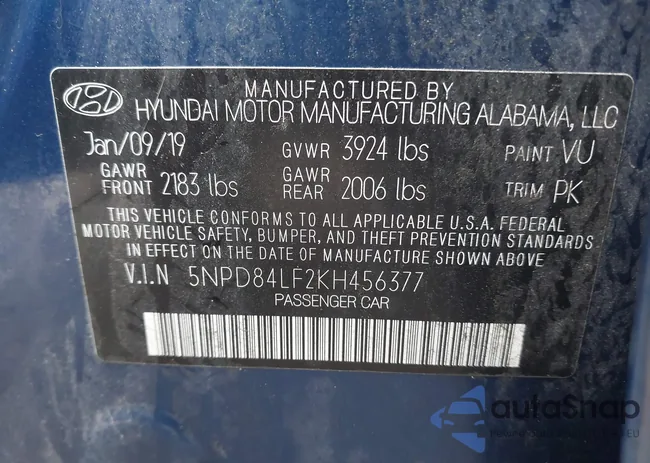 MANUFACTURED BY
HYUNDAI MOTOR MANUFACTURING ALABAMA, LLC
Jan/09/19 GVWR 3924 lbs PAINT VU
GAWR FRONT 2183 lbs GAWR REAR 2006 lbs TRIM PK
THIS VEHICLE CONFORMS TO ALL APPLICABLE U.S.A. FEDERAL
MOTOR VEHICLE SAFETY, BUMPER, AND THEFT PREVENTION STANDARDS
IN EFFECT ON THE DATE OF MANUFACTURE SHOWN ABOVE.
V.I.N 5NPD84LF2KH456377
PASSENGER CAR
autoSnap